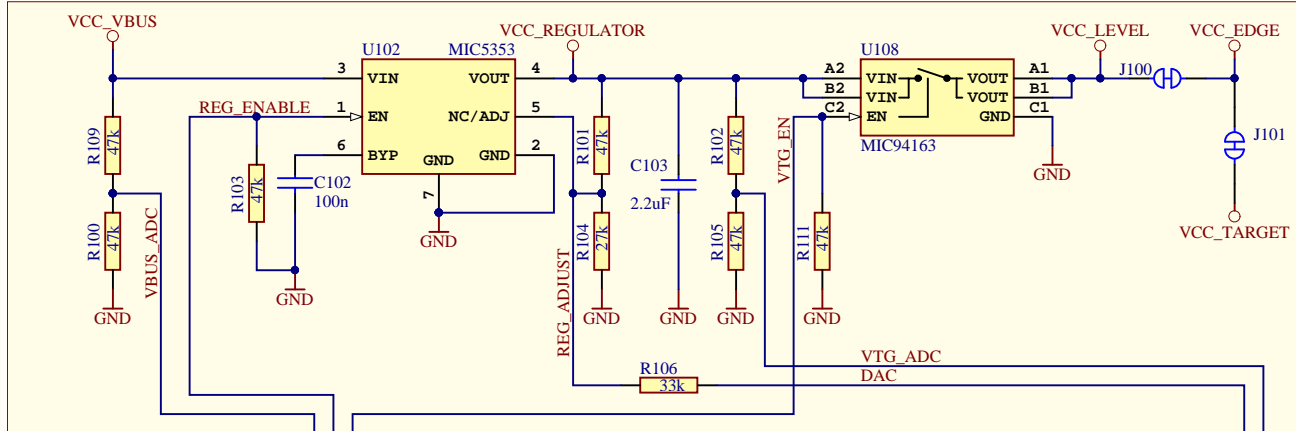 VCC_VBUS
VCC_REGULATOR
VCC_LEVEL
VCC_EDGE
U102
MIC5353
U108
J100
3
VIN
VOUT
4
A2
VIN
VOUT
A1
B2
VIN
VOUT
B1
REG_ENABLE
1
EN
NC/ADJ
5
C2
EN
GND
C1
MIC94163
6
BYP
GND
GND
2
7
R109
47k
R103
47k
C102
100n
R101
47k
C103
2.2uF
R102
47k
VTG_EN
GND
J101
R100
47k
VBUS_ADC
GND
R104
27k
R105
47k
R111
47k
VCC_TARGET
GND
GND
REG_ADJUST
GND
GND
GND
GND
R106
33k
VTG_ADC
DAC